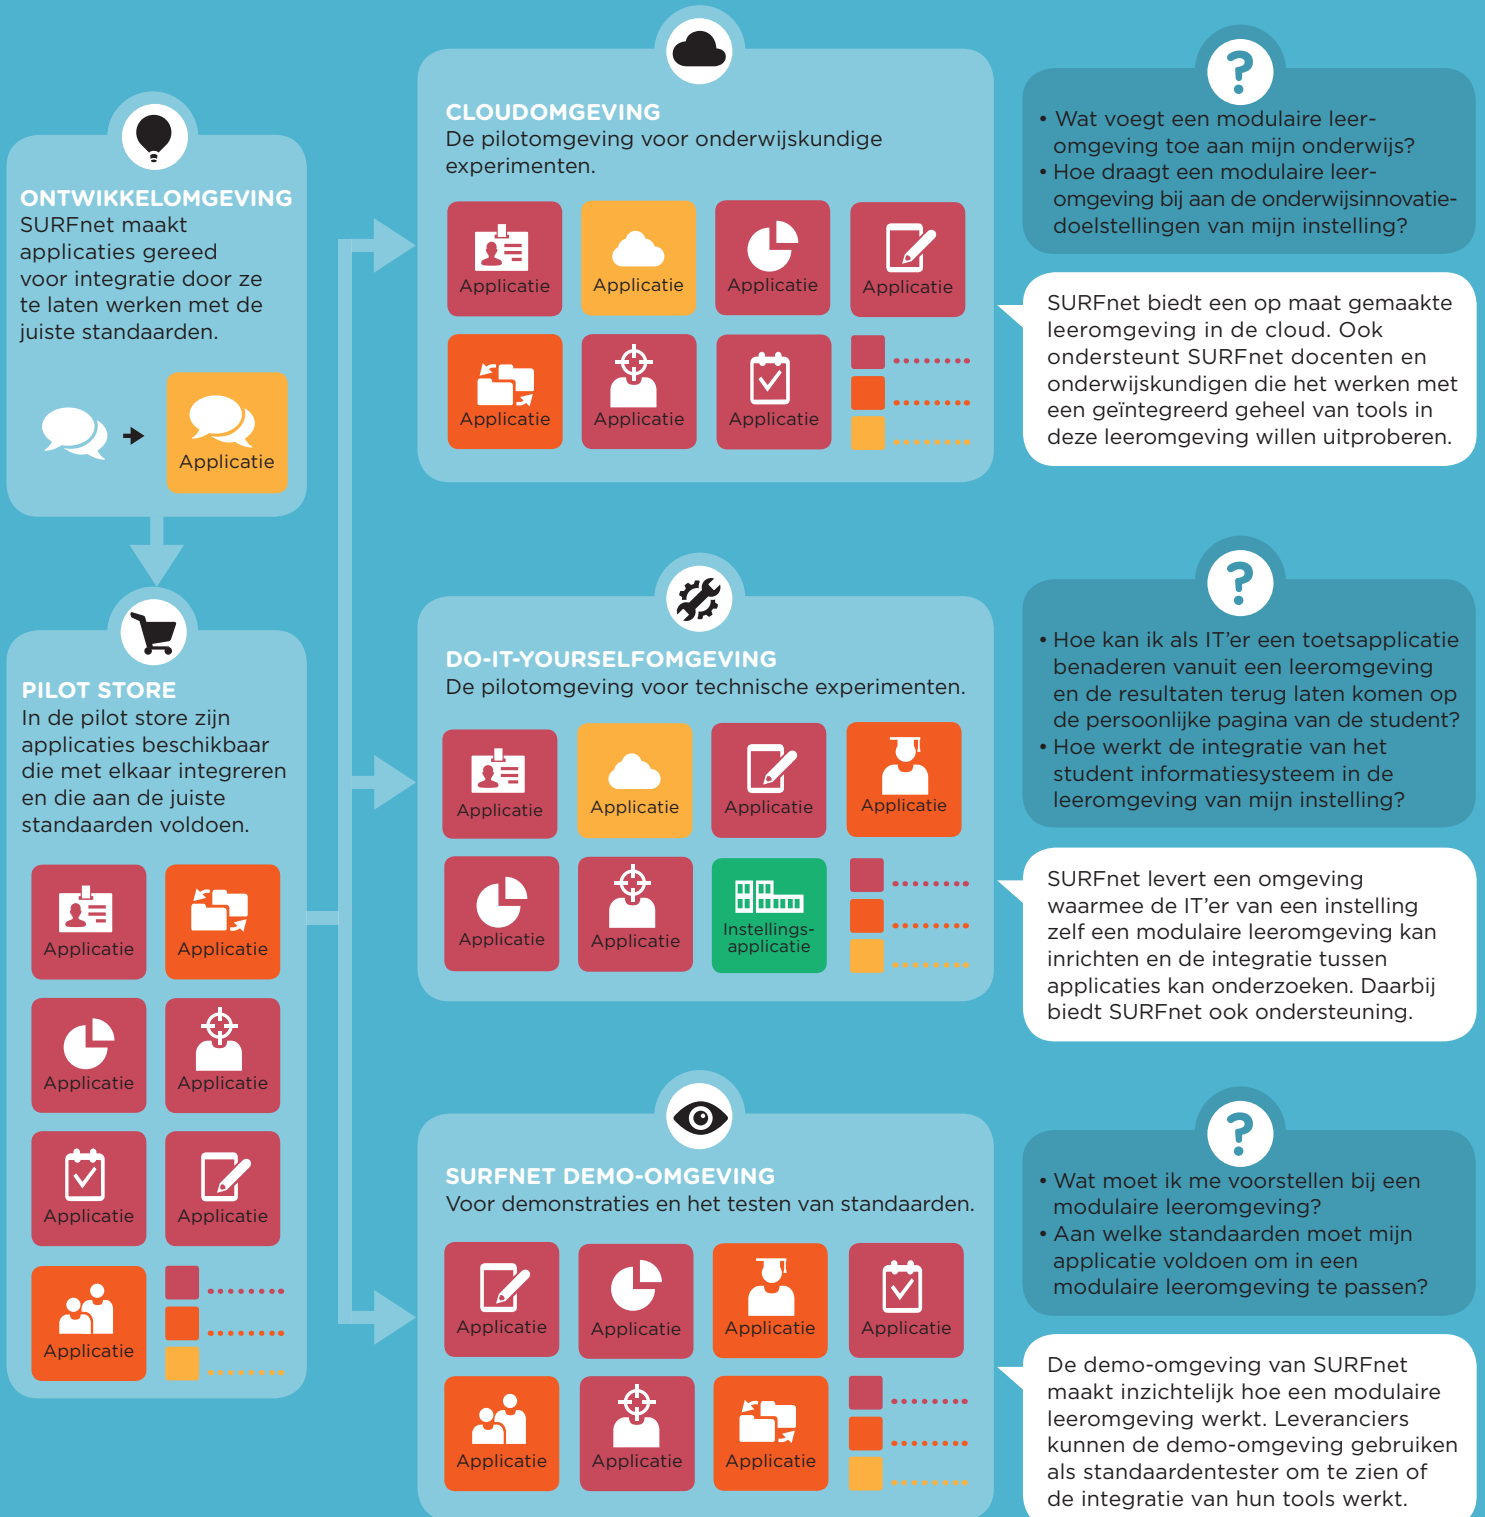 ONTWIKKELOMGEVING
SURFnet maakt
applicaties gereed
voor integratie door ze
te laten werken met de
juiste standaarden.
Applicatie
PILOT STORE
In de pilot store zijn
applicaties beschikbaar
die met elkaar integreren
en die aan de juiste
standaarden voldoen.
Applicatie
Applicatie
Applicatie
Applicatie
Applicatie
Applicatie
Applicatie
CLOUDOMGEVING
De pilotomgeving voor onderwijskundige
experimenten.
Applicatie
Applicatie
Applicatie
Applicatie
Applicatie
Applicatie
Applicatie
?
• Wat voegt een modulaire leer-
omgeving toe aan mijn onderwijs?
• Hoe draagt een modulaire leer-
omgeving bij aan de onderwijsinnovatie-
doelstellingen van mijn instelling?
SURFnet biedt een op maat gemaakte
leeromgeving in de cloud. Ook
ondersteunt SURFnet docenten en
onderwijskundigen die het werken met
een geïntegreerd geheel van tools in
deze leeromgeving willen uitproberen.
DO-IT-YOURSELFOMGEVING
De pilotomgeving voor technische experimenten.
Applicatie
Applicatie
Applicatie
Applicatie
Applicatie
Applicatie
Instellings-
applicatie
?
• Hoe kan ik als IT'er een toetsapplicatie
benaderen vanuit een leeromgeving
en de resultaten terug laten komen op
de persoonlijke pagina van de student?
• Hoe werkt de integratie van het
student informatiesysteem in de
leeromgeving van mijn instelling?
SURFnet levert een omgeving
waarmee de IT'er van een instelling
zelf een modulaire leeromgeving kan
inrichten en de integratie tussen
applicaties kan onderzoeken. Daarbij
biedt SURFnet ook ondersteuning.
SURFNET DEMO-OMGEVING
Voor demonstraties en het testen van standaarden.
Applicatie
Applicatie
Applicatie
Applicatie
Applicatie
Applicatie
Applicatie
?
• Wat moet ik me voorstellen bij een
modulaire leeromgeving?
• Aan welke standaarden moet mijn
applicatie voldoen om in een
modulaire leeromgeving te passen?
De demo-omgeving van SURFnet
maakt inzichtelijk hoe een modulaire
leeromgeving werkt. Leveranciers
kunnen de demo-omgeving gebruiken
als standaardentester om te zien of
de integratie van hun tools werkt.